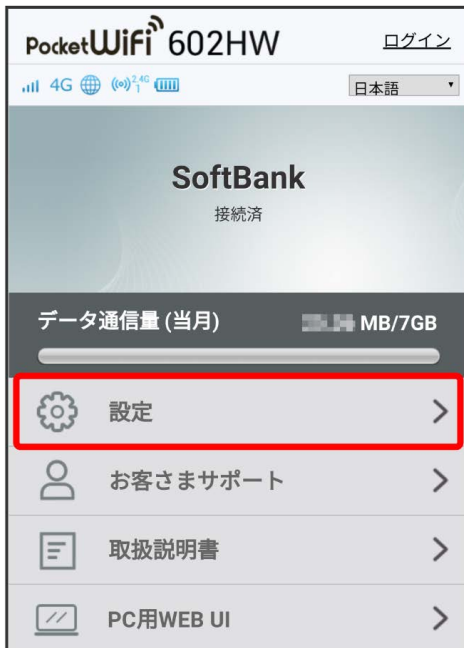 PocketWiFi 602HW ログイン
4G 2.4G 1 日本語
SoftBank
接続済
データ通信量 (当月) MB/7GB
設定
お客さまサポート
取扱説明書
PC用WEB UI